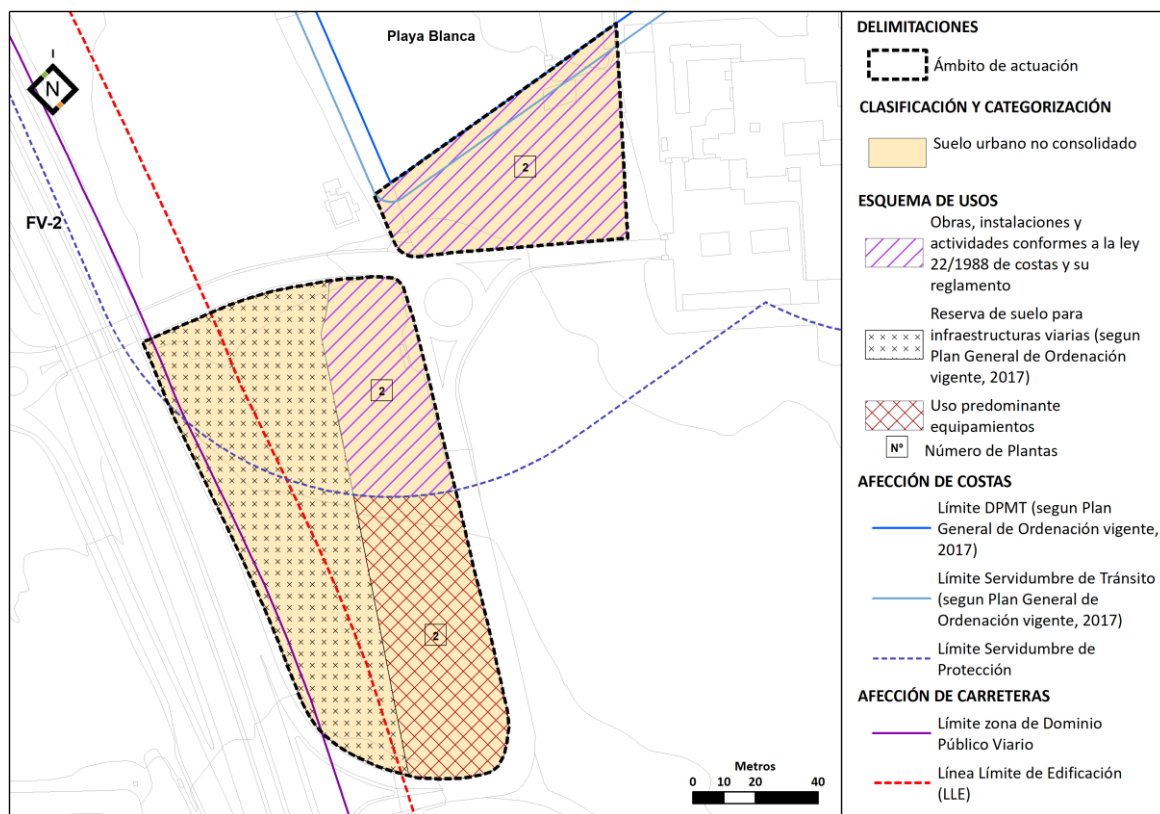 Playa Blanca
N
FV-2
2
2
2
Metros
0 10 20 40
DELIMITACIONES
Ámbito de actuación
CLASIFICACIÓN Y CATEGORIZACIÓN
Suelo urbano no consolidado
ESQUEMA DE USOS
Obras, instalaciones y
actividades conformes a la ley
22/1988 de costas y su
reglamento
Reserva de suelo para
infraestructuras viarias (segun
Plan General de Ordenación
vigente, 2017)
Uso predominante
equipamientos
Nº Número de Plantas
AFECCIÓN DE COSTAS
Límite DPMT (segun Plan
General de Ordenación vigente,
2017)
Límite Servidumbre de Tránsito
(segun Plan General de
Ordenación vigente, 2017)
Límite Servidumbre de
Protección
AFECCIÓN DE CARRETERAS
Límite zona de Dominio
Público Viario
Línea Límite de Edificación
(LLE)